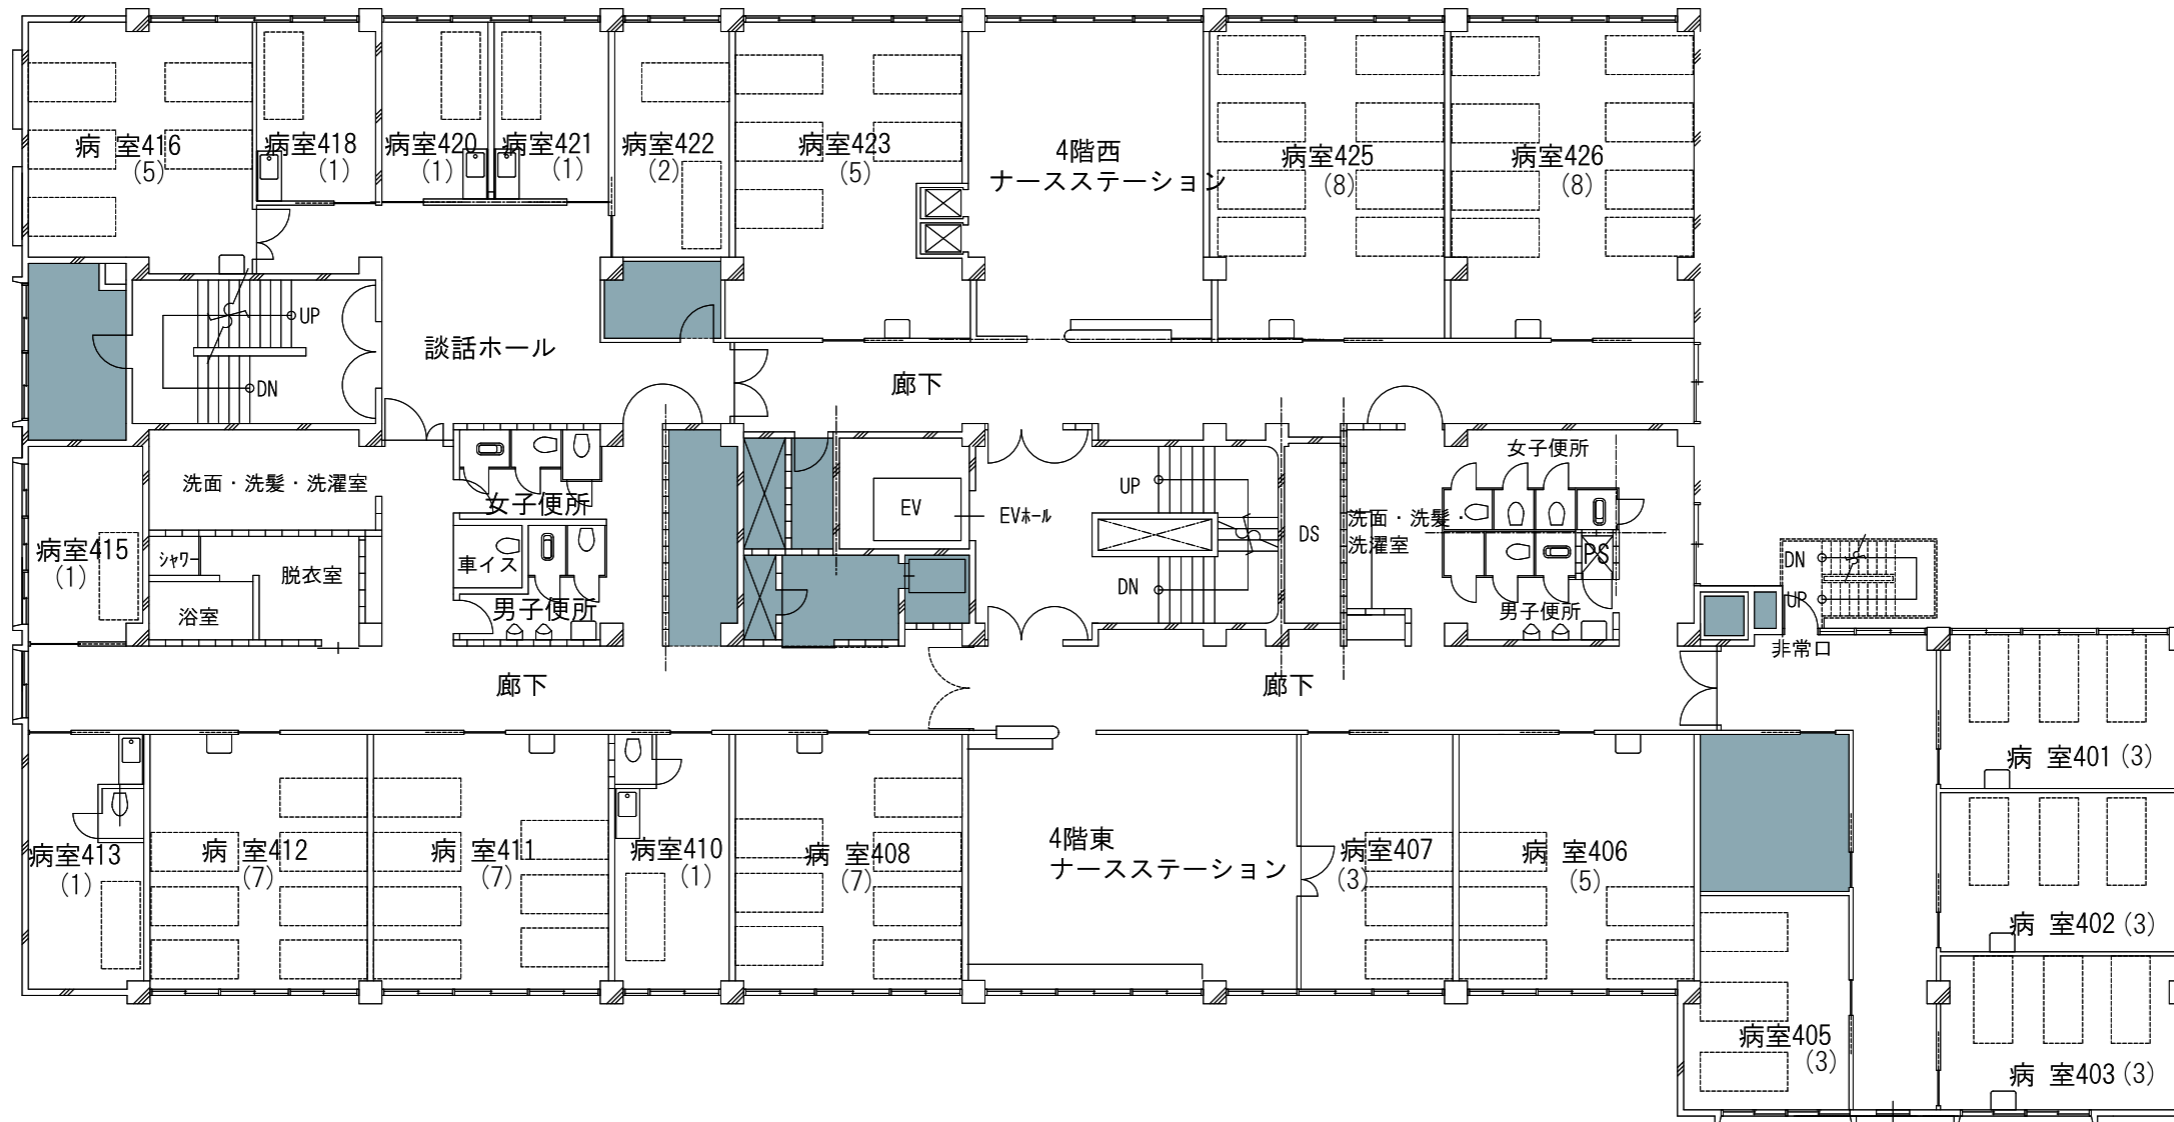 病 室416
(5)
病室418
(1)
病室420
(1)
病室421
(1)
病室422
(2)
病室423
(5)
4階西
ナースステーション
病室425
(8)
病室426
(8)
UP
DN
談話ホール
廊下
洗面・洗髪・洗濯室
女子便所
車イス
男子便所
EV
EVホール
UP
DN
DS
洗面・洗髪・
洗濯室
女子便所
PS
男子便所
病室415
(1)
シャワー
脱衣室
浴室
DN
UP
非常口
廊下
廊下
病室413
(1)
病 室412
(7)
病 室411
(7)
病室410
(1)
病 室408
(7)
4階東
ナースステーション
病室407
(3)
病 室406
(5)
病室405
(3)
病 室401(3)
病 室402(3)
病 室403(3)